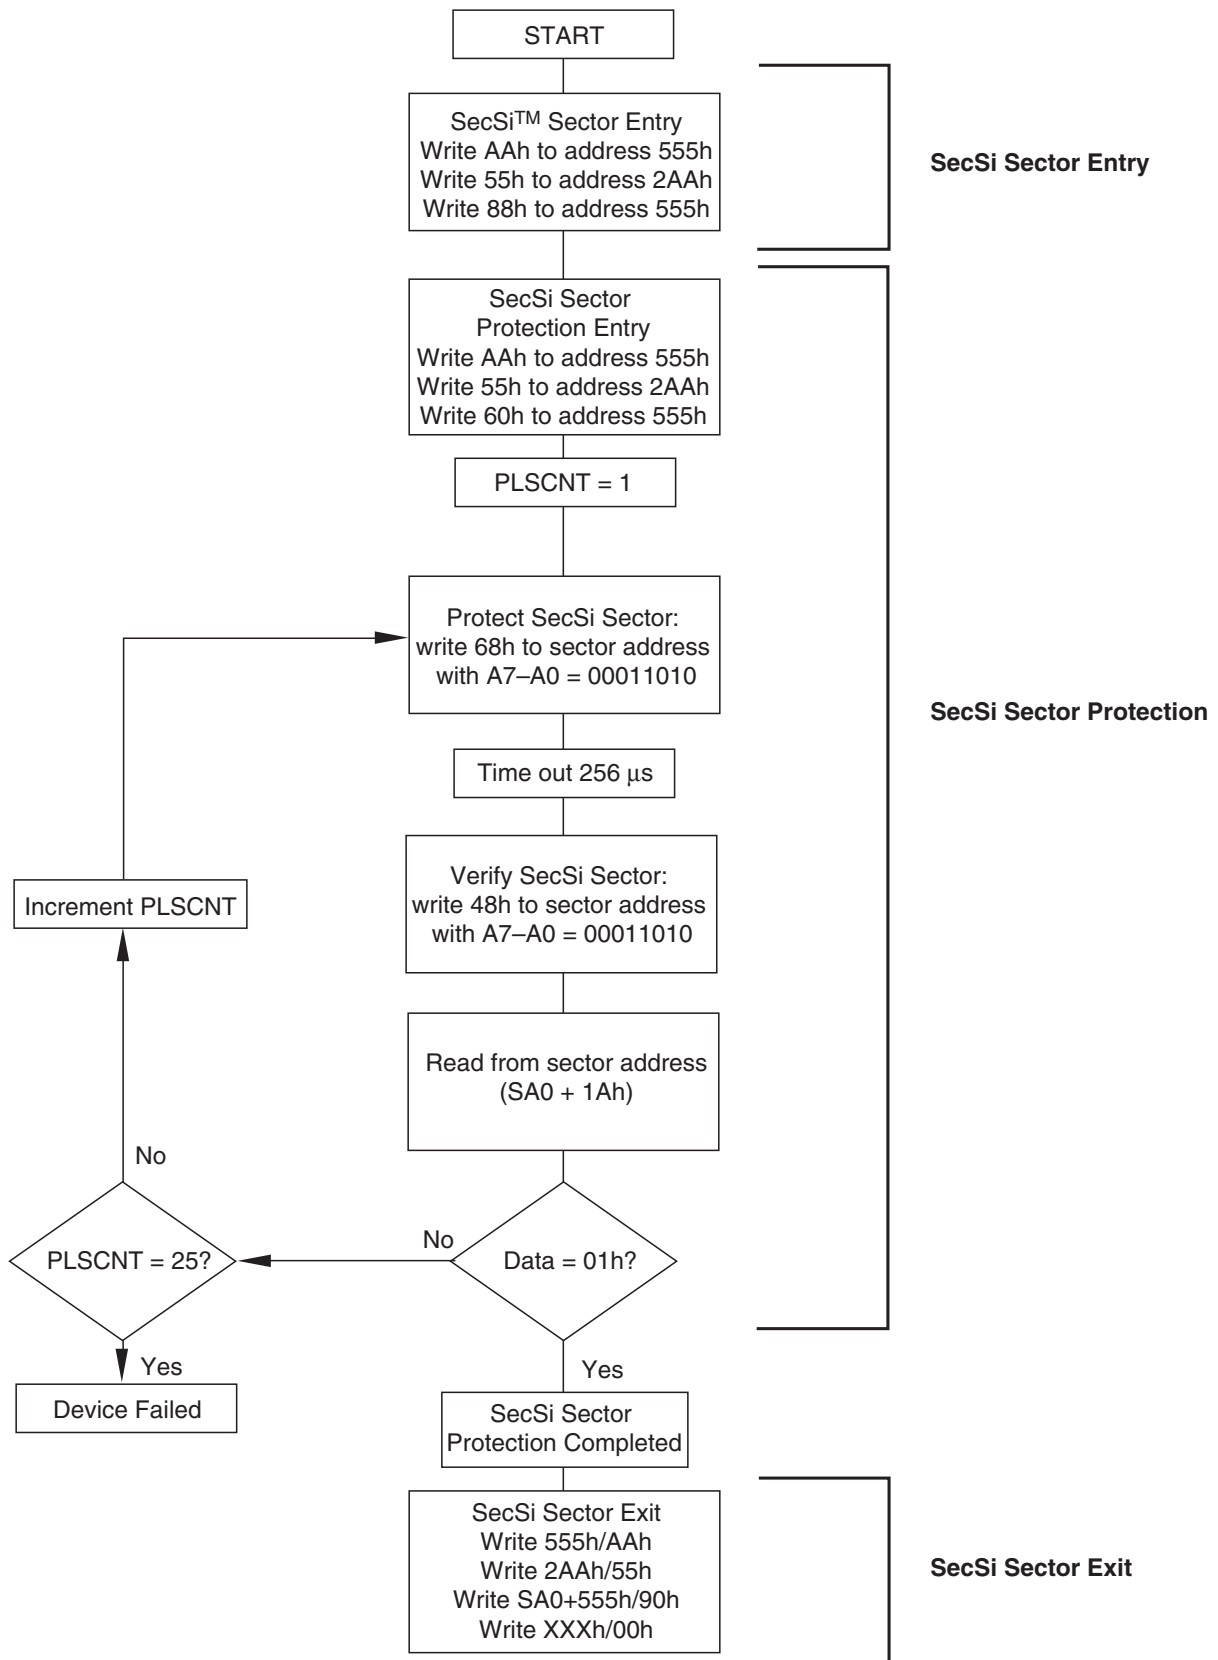 START
SecSi™ Sector Entry
Write AAh to address 555h
Write 55h to address 2AAh
Write 88h to address 555h
SecSi Sector Entry
SecSi Sector
Protection Entry
Write AAh to address 555h
Write 55h to address 2AAh
Write 60h to address 555h
PLSCNT = 1
Protect SecSi Sector:
write 68h to sector address
with A7–A0 = 00011010
SecSi Sector Protection
Time out 256 μs
Verify SecSi Sector:
write 48h to sector address
with A7–A0 = 00011010
Increment PLSCNT
Read from sector address
(SA0 + 1Ah)
No
No
PLSCNT = 25?
Data = 01h?
Yes
Yes
Device Failed
SecSi Sector
Protection Completed
SecSi Sector Exit
Write 555h/AAh
Write 2AAh/55h
Write SA0+555h/90h
Write XXXh/00h
SecSi Sector Exit